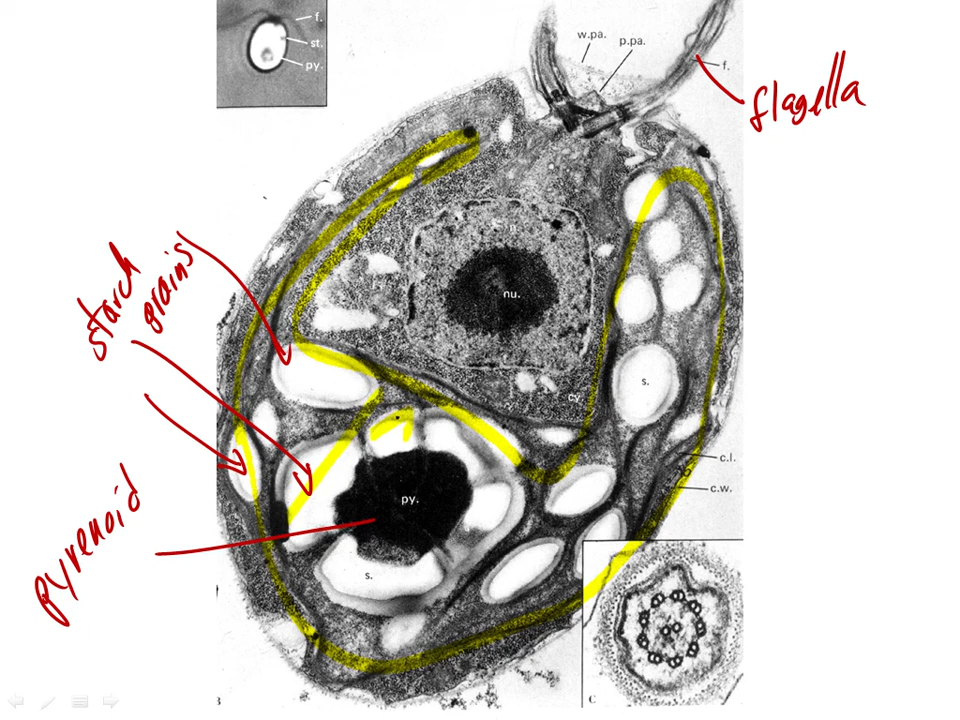 f.
st.
py.
w.pa.
p.pa.
f.
flagella
starch
grains
n.
nu.
s.
cy.
c.l.
c.w.
py.
pyrenoid
s.
C